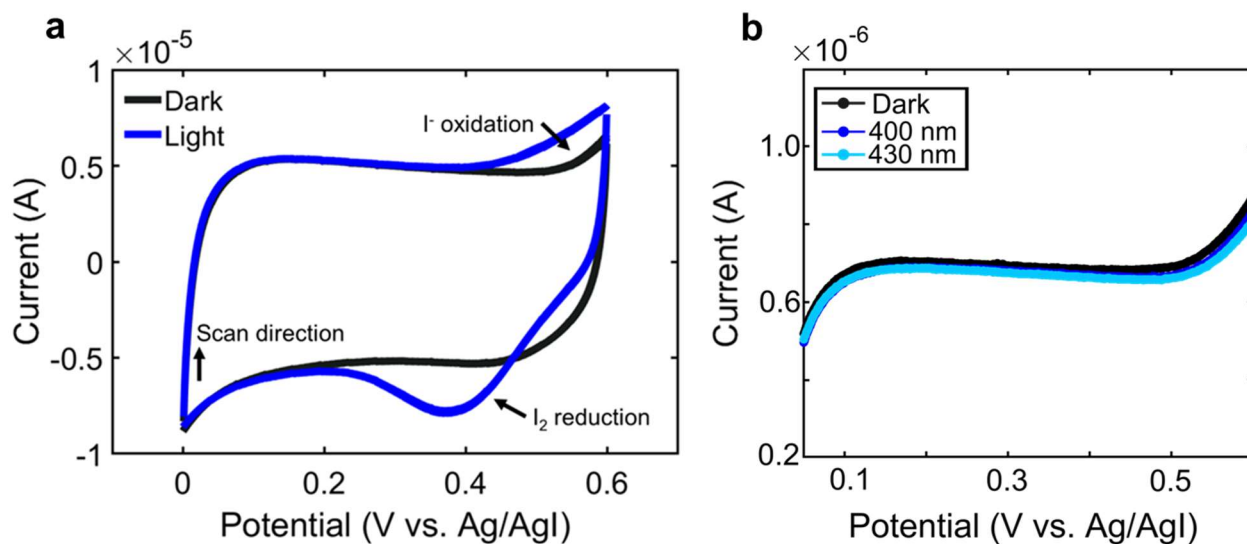 a
×10⁻⁵
1
0.5
0
-0.5
-1
Current (A)
Dark
Light
I⁻ oxidation
Scan direction
I₂ reduction
0
0.2
0.4
0.6
Potential (V vs. Ag/AgI)
b
×10⁻⁶
1.0
0.6
0.2
Current (A)
Dark
400 nm
430 nm
0.1
0.3
0.5
Potential (V vs. Ag/AgI)